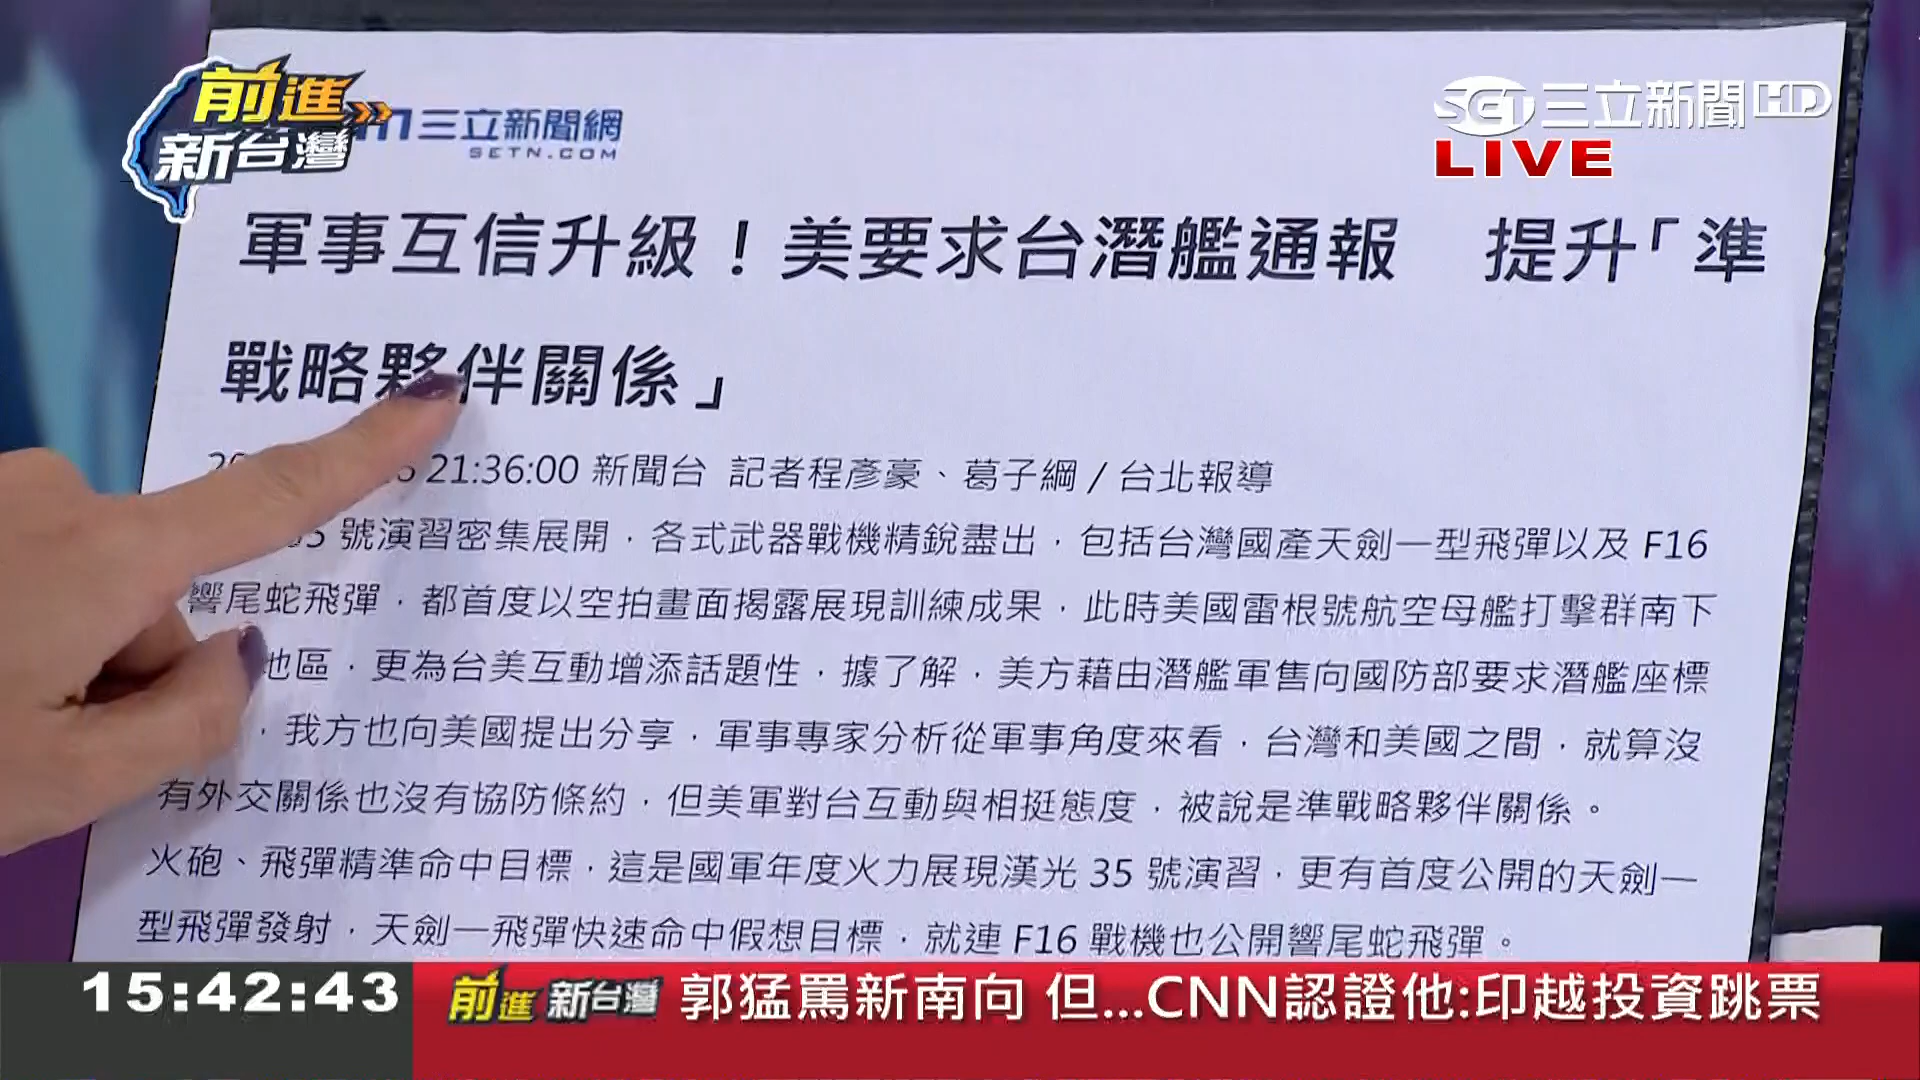 前進
新台灣
三立新聞網
SETN.COM
SET三立新聞HD
LIVE
軍事互信升級！美要求台潛艦通報 提升「準
戰略夥伴關係」
21:36:00 新聞台 記者程彥豪、葛子綱 / 台北報導
號演習密集展開，各式武器戰機精銳盡出，包括台灣國產天劍一型飛彈以及 F16
響尾蛇飛彈，都首度以空拍畫面揭露展現訓練成果，此時美國雷根號航空母艦打擊群南下
地區，更為台美互動增添話題性，據了解，美方藉由潛艦軍售向國防部要求潛艦座標
，我方也向美國提出分享，軍事專家分析從軍事角度來看，台灣和美國之間，就算沒
有外交關係也沒有協防條約，但美軍對台互動與相挺態度，被說是準戰略夥伴關係。
火砲、飛彈精準命中目標，這是國軍年度火力展現漢光 35 號演習，更有首度公開的天劍一
型飛彈發射，天劍一飛彈快速命中假想目標，就連 F16 戰機也公開響尾蛇飛彈。
15:42:43 前進新台灣 郭猛罵新南向 但...CNN認證他:印越投資跳票